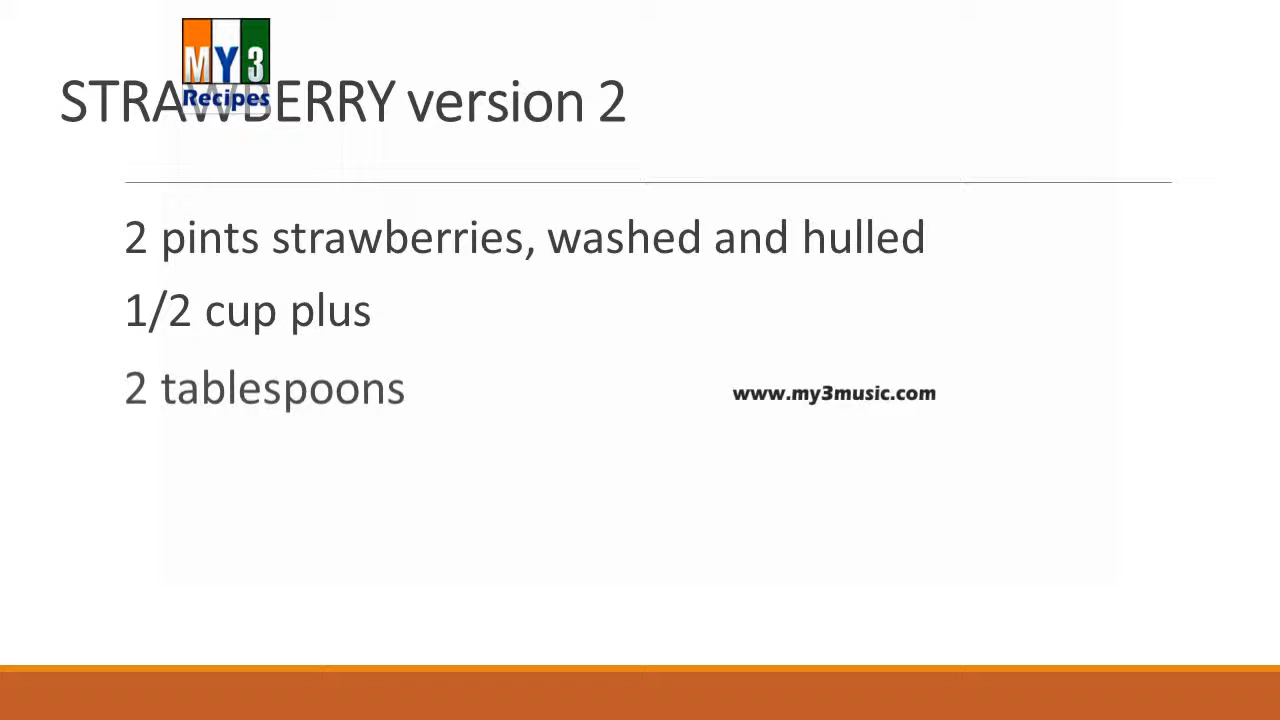 MY3
Recipes
STRAWBERRY version 2
2 pints strawberries, washed and hulled
1/2 cup plus
2 tablespoons
www.my3music.com